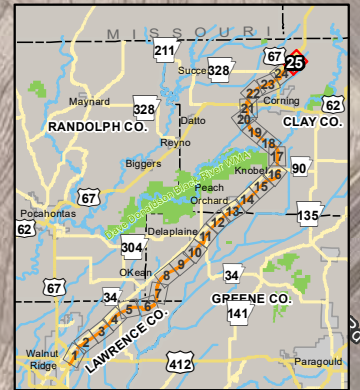 MISSOURI
211
67
25
Succe
328
24
23
22
Corning
Maynard
328
21
62
RANDOLPH CO.
Datto
20
CLAY CO.
19
Reyno
18
Biggers
17
Knobel
90
16
67
Dave Donaldson Black River WMA
Peach
Orchard
15
14
Pocahontas
13
135
62
12
Delaplaine
11
304
10
9
OKean
34
8
67
7
34
GREENE CO.
6
5
141
4
LAWRENCE CO.
3
2
Walnut
Ridge
1
412
Paragould